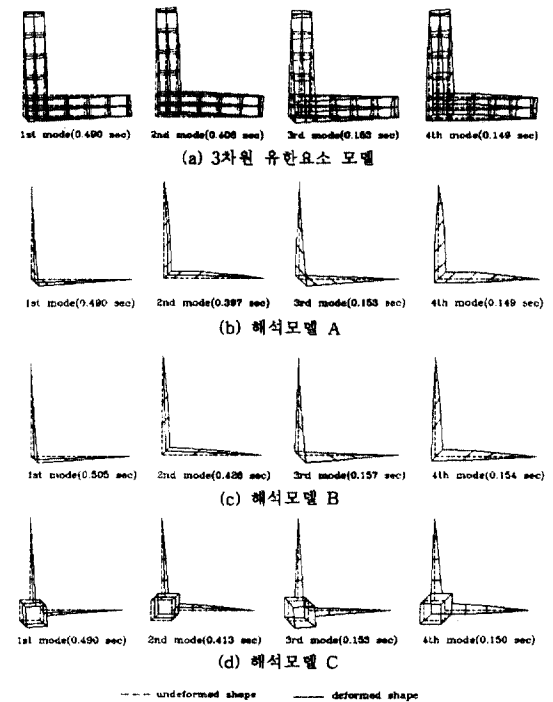 1st mode(0.490 sec) 2nd mode(0.406 sec) 3rd mode(0.163 sec) 4th mode(0.149 sec)
(a) 3차원 유한요소 모델
1st mode(0.490 sec) 2nd mode(0.397 sec) 3rd mode(0.153 sec) 4th mode(0.149 sec)
(b) 해석모델 A
1st mode(0.505 sec) 2nd mode(0.426 sec) 3rd mode(0.157 sec) 4th mode(0.154 sec)
(c) 해석모델 B
1st mode(0.490 sec) 2nd mode(0.413 sec) 3rd mode(0.153 sec) 4th mode(0.150 sec)
(d) 해석모델 C
undeformed shape deformed shape